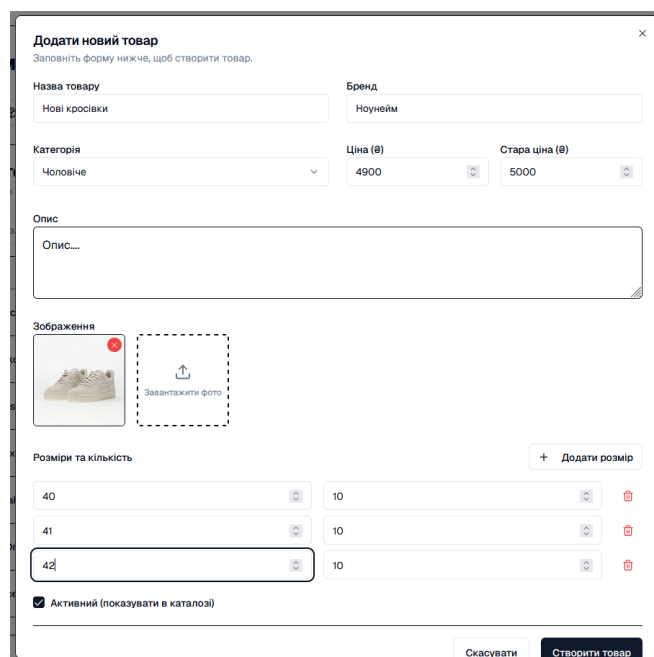 Додати новий товар
Заповніть форму нижче, щоб створити товар.
Назва товару
Бренд
Нові кросівки
Ноунейм
Категорія
Ціна (₴)
Стара ціна (₴)
Чоловіче
4900
5000
Опис
Опис....
Зображення
Завантажити фото
Розміри та кількість
+ Додати розмір
40
10
41
10
42
10
Активний (показувати в каталозі)
Скасувати
Створити товар